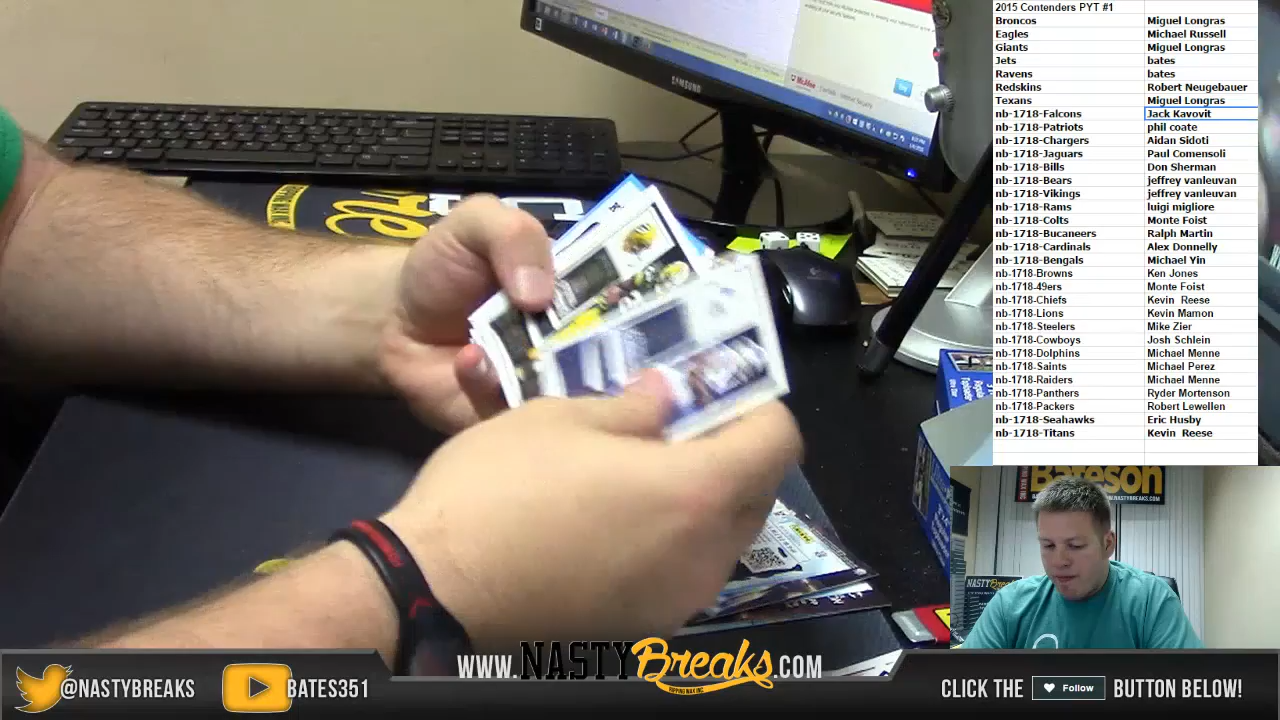 2015 Contenders PYT #1
Broncos Miguel Longras
Eagles Michael Russell
Giants Miguel Longras
Jets bates
Ravens bates
Redskins Robert Neugebauer
Texans Miguel Longras
nb-1718-Falcons Jack Kavovit
nb-1718-Patriots phil coate
nb-1718-Chargers Aidan Sidoti
nb-1718-Jaguars Paul Comensoli
nb-1718-Bills Don Sherman
nb-1718-Bears jeffrey vanleuvan
nb-1718-Vikings jeffrey vanleuvan
nb-1718-Rams luigi migliore
nb-1718-Colts Monte Foist
nb-1718-Bucaneers Ralph Martin
nb-1718-Cardinals Alex Donnelly
nb-1718-Bengals Michael Yin
nb-1718-Browns Ken Jones
nb-1718-49ers Monte Foist
nb-1718-Chiefs Kevin Reese
nb-1718-Lions Kevin Mamon
nb-1718-Steelers Mike Zier
nb-1718-Cowboys Josh Schlein
nb-1718-Dolphins Michael Menne
nb-1718-Saints Michael Perez
nb-1718-Raiders Michael Menne
nb-1718-Panthers Ryder Mortenson
nb-1718-Packers Robert Lewellen
nb-1718-Seahawks Eric Husby
nb-1718-Titans Kevin Reese
SAMSUNG
McAfee
Bateson
NASTY
WWW.NASTYBreaks.COM
RIPPING WAX INC.
@NASTYBREAKS
BATES351
CLICK THE Follow BUTTON BELOW!